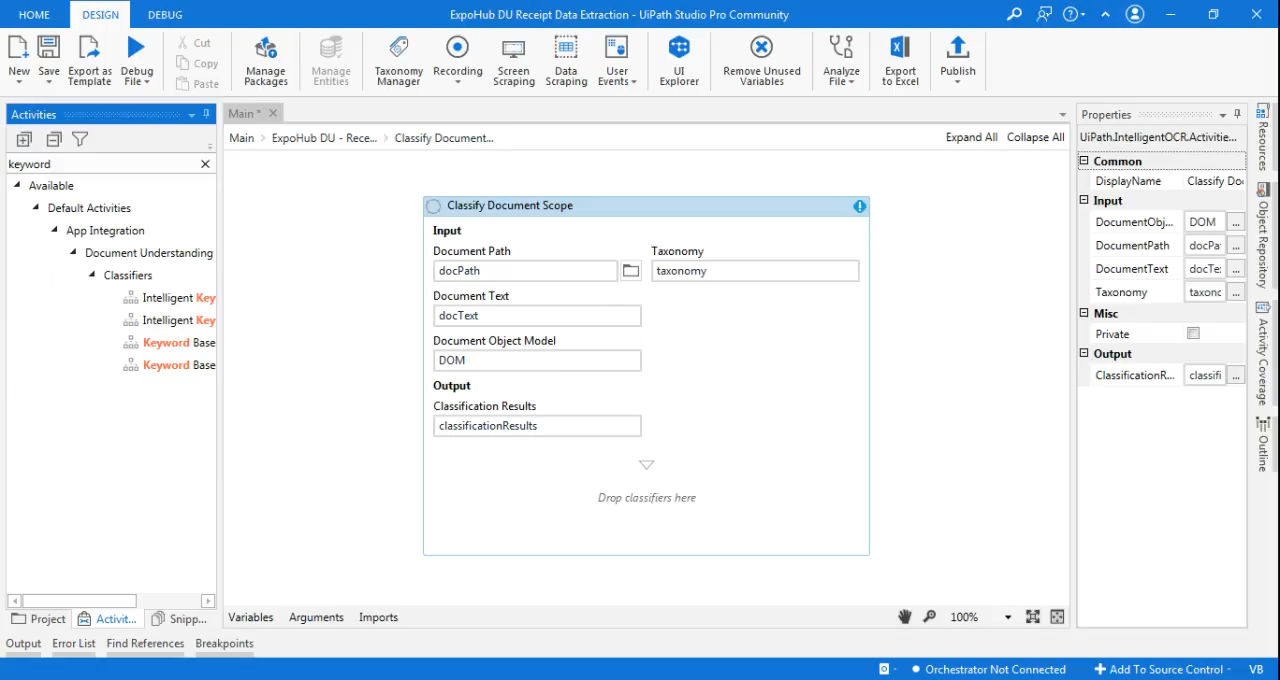 HOME DESIGN DEBUG ExpoHub DU Receipt Data Extraction - UiPath Studio Pro Community
New Save Export as Template Debug File Cut Copy Paste Manage Packages Manage Entities Taxonomy Manager Recording Screen Scraping Data Scraping User Events UI Explorer Remove Unused Variables Analyze File Export to Excel Publish
Activities
keyword
Available
Default Activities
App Integration
Document Understanding
Classifiers
Intelligent Key
Intelligent Key
Keyword Base
Keyword Base
Project Activit... Snipp...
Main *
Main > ExpoHub DU - Rece... > Classify Document... Expand All Collapse All
Classify Document Scope
Input
Document Path Taxonomy
docPath taxonomy
Document Text
docText
Document Object Model
DOM
Output
Classification Results
classificationResults
Drop classifiers here
Variables Arguments Imports 100%
Properties
UiPath.IntelligentOCR.Activitie...
Common
DisplayName Classify Do
Input
DocumentObj... DOM ...
DocumentPath docPa ...
DocumentText docTe ...
Taxonomy taxonc ...
Misc
Private
Output
ClassificationR... classifi ...
Resources
Object Repository
Activity Coverage
Outline
Output Error List Find References Breakpoints
Orchestrator Not Connected Add To Source Control VB